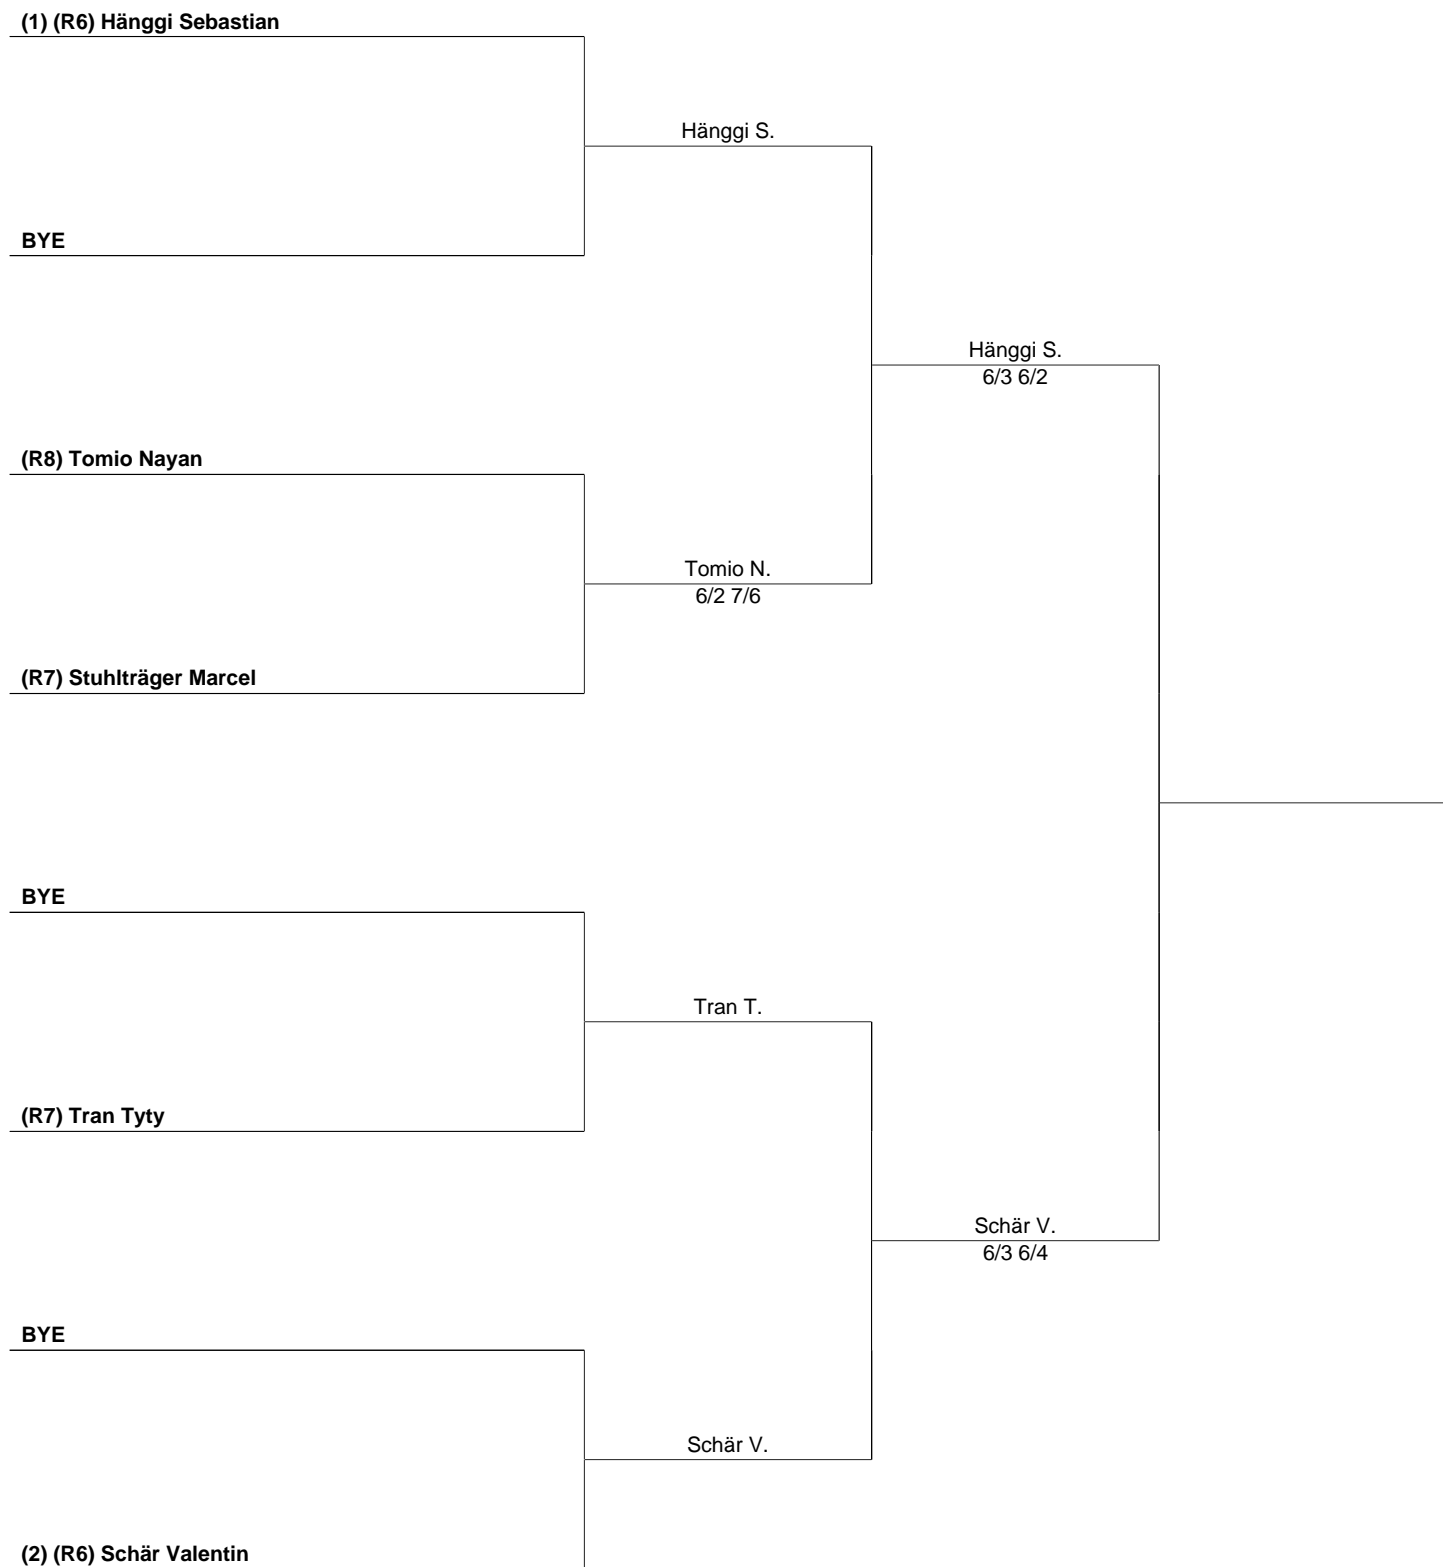 (1) (R6) Hänggi Sebastian
Hänggi S.
BYE
Hänggi S.
6/3 6/2
(R8) Tomio Nayan
Tomio N.
6/2 7/6
(R7) Stuhlträger Marcel
BYE
Tran T.
(R7) Tran Tyty
Schär V.
6/3 6/4
BYE
Schär V.
(2) (R6) Schär Valentin